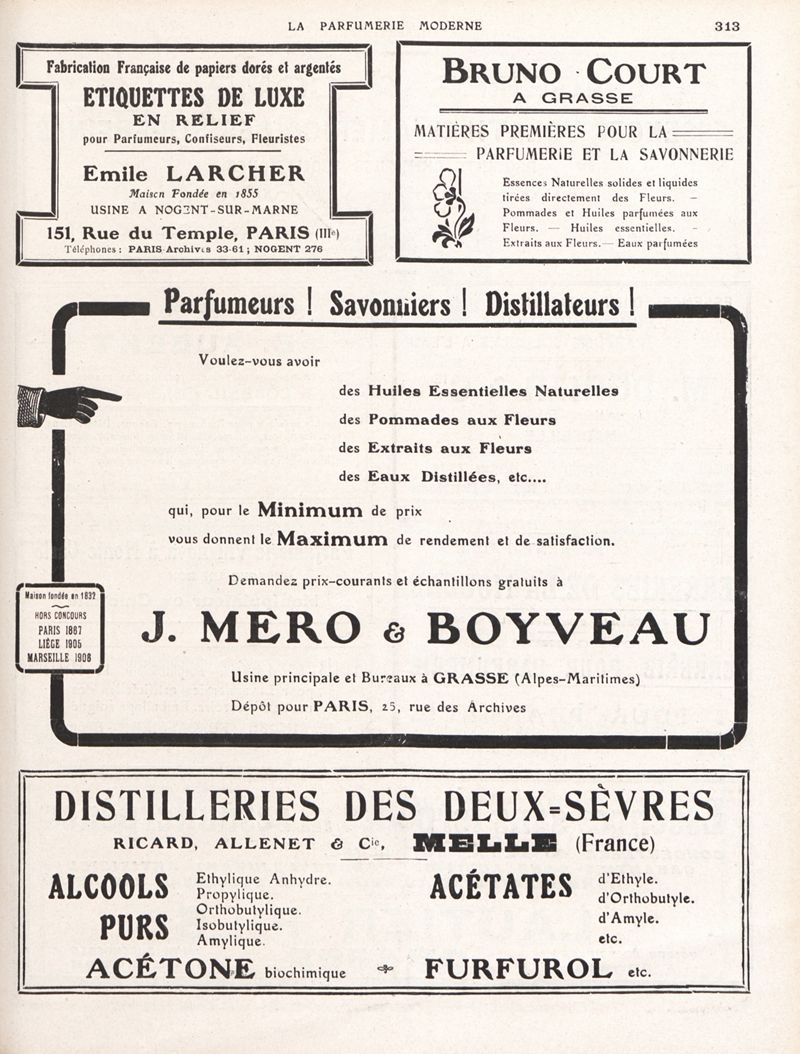 LA PARFUMERIE MODERNE
313
Fabrication Française de papiers dorés et argentés
ETIQUETTES DE LUXE
EN RELIEF
pour Parfumeurs, Confiseurs, Fleuristes
Emile LARCHER
Maison Fondée en 1855
USINE A NOGENT-SUR-MARNE
151, Rue du Temple, PARIS (IIIe)
Téléphones : PARIS-Archives 33-61 ; NOGENT 276
BRUNO COURT
A GRASSE
MATIÈRES PREMIÈRES POUR LA
PARFUMERIE ET LA SAVONNERIE
Essences Naturelles solides et liquides
tirées directement des Fleurs. —
Pommades et Huiles parfumées aux
Fleurs. — Huiles essentielles. -
Extraits aux Fleurs. — Eaux parfumées
Parfumeurs ! Savonniers ! Distillateurs !
Voulez-vous avoir
des Huiles Essentielles Naturelles
des Pommades aux Fleurs
des Extraits aux Fleurs
des Eaux Distillées, etc....
qui, pour le Minimum de prix
vous donnent le Maximum de rendement et de satisfaction.
Demandez prix-courants et échantillons gratuits à
Maison fondée en 1832
HORS CONCOURS
PARIS 1867
LIÈGE 1905
MARSEILLE 1908
J. MERO & BOYVEAU
Usine principale et Bureaux à GRASSE (Alpes-Maritimes)
Dépôt pour PARIS, 25, rue des Archives
DISTILLERIES DES DEUX=SÈVRES
RICARD, ALLENET & Cie, MELLE (France)
ALCOOLS PURS
Ethylique Anhydre.
Propylique.
Orthobutylique.
Isobutylique.
Amylique.
ACÉTATES
d'Ethyle.
d'Orthobutyle.
d'Amyle.
etc.
ACÉTONE biochimique
FURFUROL etc.